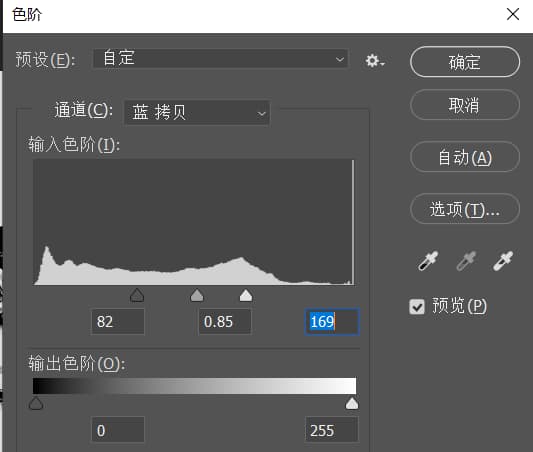 色阶
预设(E): 自定
确定
通道(C): 蓝 拷贝
取消
输入色阶(I):
自动(A)
选项(T)...
预览(P)
82 0.85 169
输出色阶(O):
0 255